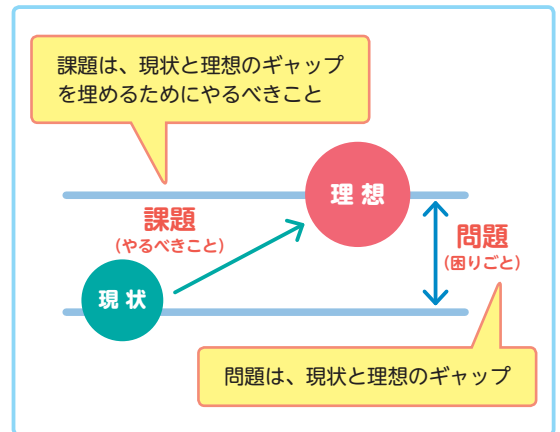 課題は、現状と理想のギャップ
を埋めるためにやるべきこと
理想
課題
(やるべきこと)
問題
(困りごと)
現状
問題は、現状と理想のギャップ